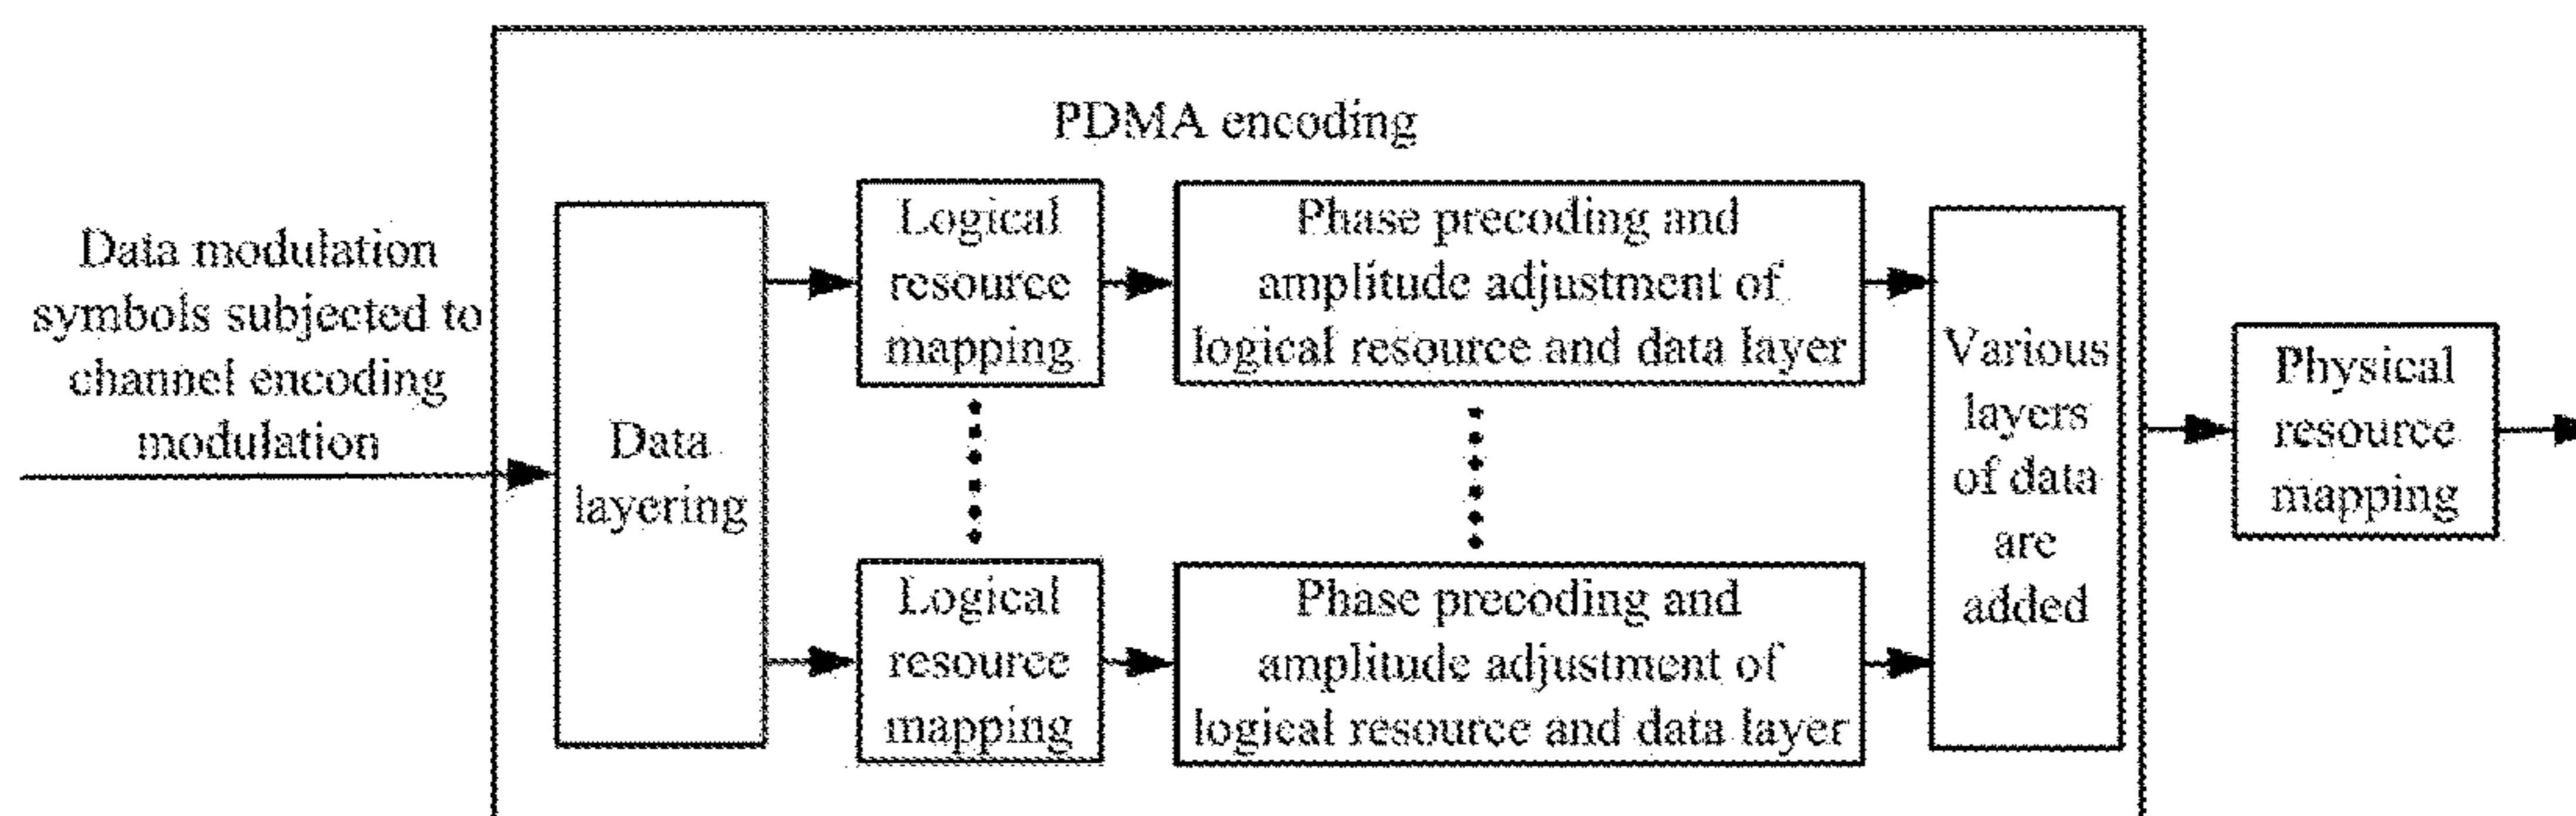 PDMA encoding
Data modulation
symbols subjected to
channel encoding
modulation
Data
layering
Logical
resource
mapping
Phase precoding and
amplitude adjustment of
logical resource and data layer
Logical
resource
mapping
Phase precoding and
amplitude adjustment of
logical resource and data layer
Various
layers
of data
are
added
Physical
resource
mapping